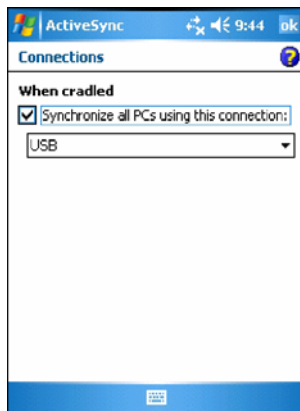 ActiveSync 9:44 ok
Connections
When cradled
Synchronize all PCs using this connection:
USB